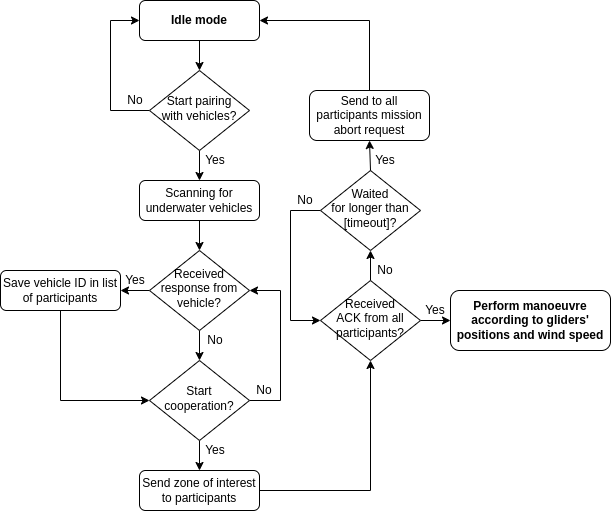 Idle mode
No
Start pairing
with vehicles?
Yes
Scanning for
underwater vehicles
Received
response from
vehicle?
Yes
Save vehicle ID in list
of participants
No
Start
cooperation?
No
Yes
Send zone of interest
to participants
Received
ACK from all
participants?
Yes
Perform manoeuvre
according to gliders'
positions and wind speed
No
Waited
for longer than
[timeout]?
No
Yes
Send to all
participants mission
abort request